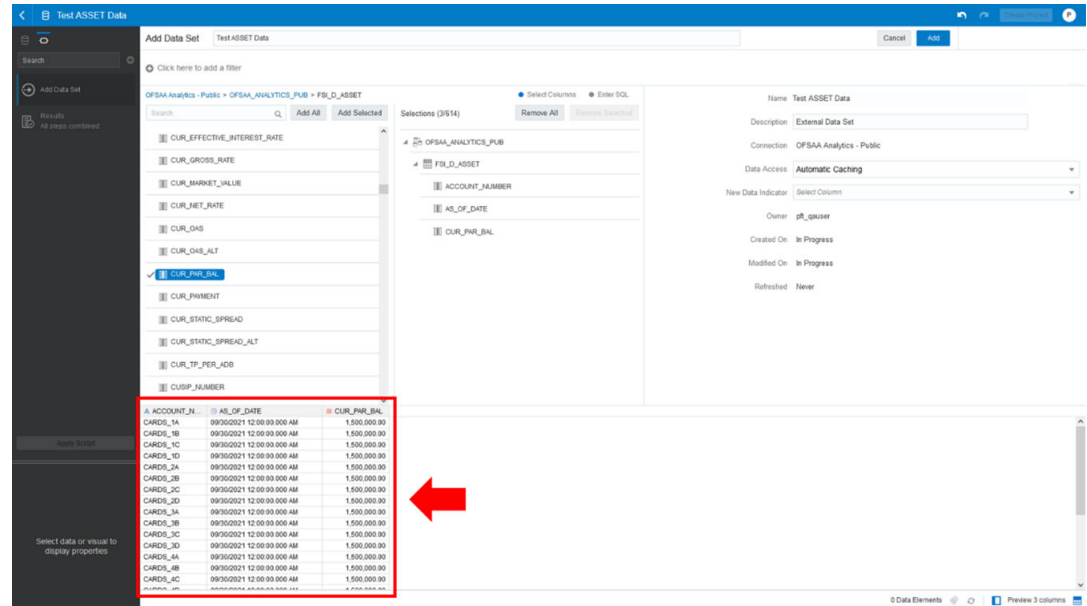 Test ASSET Data
Create Project
P
Search
Add Data Set
Results
All steps combined
Apply Script
Select data or visual to
display properties
Add Data Set
Test ASSET Data
Cancel
Add
Click here to add a filter
OFSAA Analytics - Public > OFSAA_ANALYTICS_PUB > FSI_D_ASSET
Select Columns
Enter SQL
Search
Add All
Add Selected
CUR_EFFECTIVE_INTEREST_RATE
CUR_GROSS_RATE
CUR_MARKET_VALUE
CUR_NET_RATE
CUR_OAS
CUR_OAS_ALT
CUR_PAR_BAL
CUR_PAYMENT
CUR_STATIC_SPREAD
CUR_STATIC_SPREAD_ALT
CUR_TP_PER_ADB
CUSIP_NUMBER
Selections (3/614)
Remove All
Remove Selected
OFSAA_ANALYTICS_PUB
FSI_D_ASSET
ACCOUNT_NUMBER
AS_OF_DATE
CUR_PAR_BAL
Name Test ASSET Data
Description External Data Set
Connection OFSAA Analytics - Public
Data Access Automatic Caching
New Data Indicator Select Column
Owner pft_qauser
Created On In Progress
Modified On In Progress
Refreshed Never
A ACCOUNT_N... AS_OF_DATE # CUR_PAR_BAL
CARDS_1A 09/30/2021 12:00:00.000 AM 1,500,000.00
CARDS_1B 09/30/2021 12:00:00.000 AM 1,500,000.00
CARDS_1C 09/30/2021 12:00:00.000 AM 1,500,000.00
CARDS_1D 09/30/2021 12:00:00.000 AM 1,500,000.00
CARDS_2A 09/30/2021 12:00:00.000 AM 1,500,000.00
CARDS_2B 09/30/2021 12:00:00.000 AM 1,500,000.00
CARDS_2C 09/30/2021 12:00:00.000 AM 1,500,000.00
CARDS_2D 09/30/2021 12:00:00.000 AM 1,500,000.00
CARDS_3A 09/30/2021 12:00:00.000 AM 1,500,000.00
CARDS_3B 09/30/2021 12:00:00.000 AM 1,500,000.00
CARDS_3C 09/30/2021 12:00:00.000 AM 1,500,000.00
CARDS_3D 09/30/2021 12:00:00.000 AM 1,500,000.00
CARDS_4A 09/30/2021 12:00:00.000 AM 1,500,000.00
CARDS_4B 09/30/2021 12:00:00.000 AM 1,500,000.00
CARDS_4C 09/30/2021 12:00:00.000 AM 1,500,000.00
0 Data Elements
Preview 3 columns